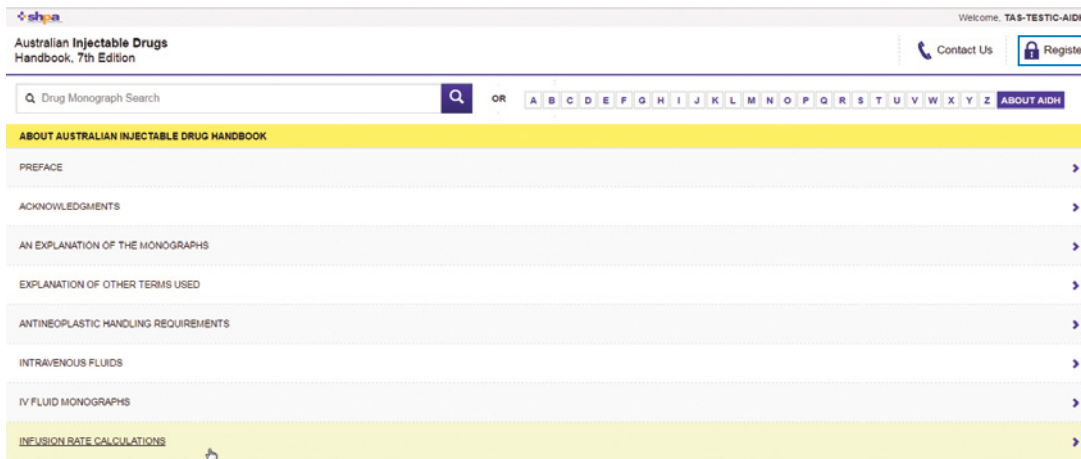 shpa
Welcome, TAS-TESTIC-AIDH
Australian Injectable Drugs
Handbook, 7th Edition
Contact Us
Registe
Drug Monograph Search
OR
A B C D E F G H I J K L M N O P Q R S T U V W X Y Z ABOUT AIDH
ABOUT AUSTRALIAN INJECTABLE DRUG HANDBOOK
PREFACE
ACKNOWLEDGMENTS
AN EXPLANATION OF THE MONOGRAPHS
EXPLANATION OF OTHER TERMS USED
ANTINEOPLASTIC HANDLING REQUIREMENTS
INTRAVENOUS FLUIDS
IV FLUID MONOGRAPHS
INFUSION RATE CALCULATIONS